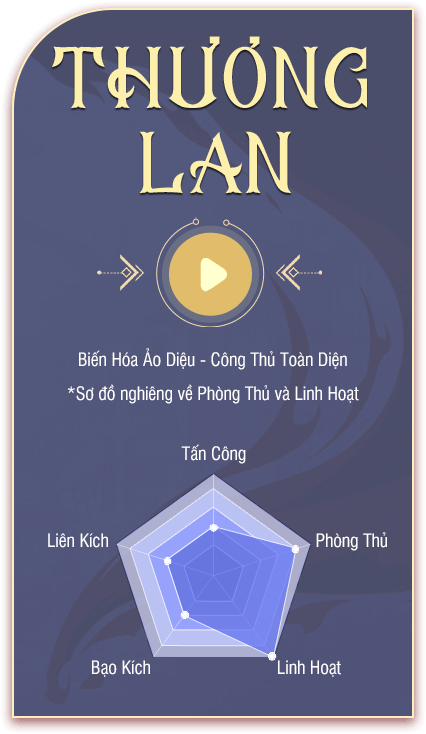 THƯƠNG
LAN
Biến Hóa Ảo Diệu - Công Thủ Toàn Diện
*Sơ đồ nghiêng về Phòng Thủ và Linh Hoạt
Tấn Công
Liên Kích
Phòng Thủ
Bạo Kích
Linh Hoạt